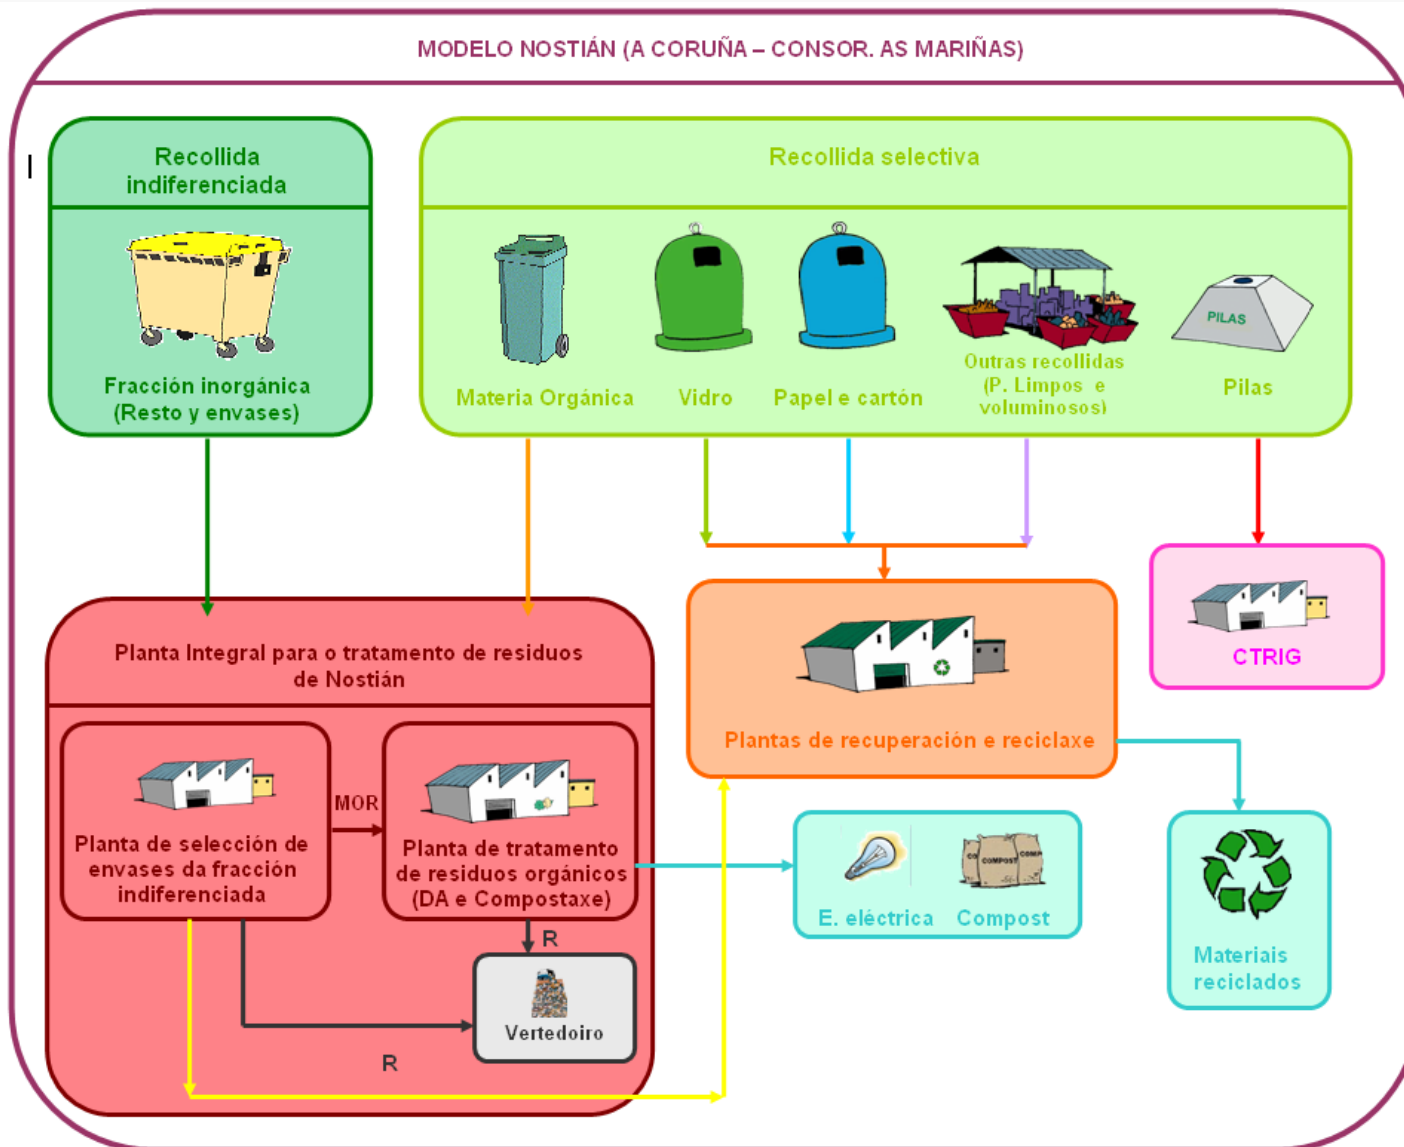 MODELO NOSTIÁN (A CORUÑA – CONSOR. AS MARIÑAS)
Recollida
indiferenciada
Fracción inorgánica
(Resto y envases)
Recollida selectiva
Materia Orgánica
Vidro
Papel e cartón
Outras recollidas
(P. Limpos e
voluminosos)
PILAS
Pilas
Planta Integral para o tratamento de residuos
de Nostián
Planta de selección de
envases da fracción
indiferenciada
MOR
Planta de tratamento
de residuos orgánicos
(DA e Compostaxe)
R
R
Vertedoiro
Plantas de recuperación e reciclaxe
CTRIG
CO
COMPOST
COMP
E. eléctrica
Compost
Materiais
reciclados